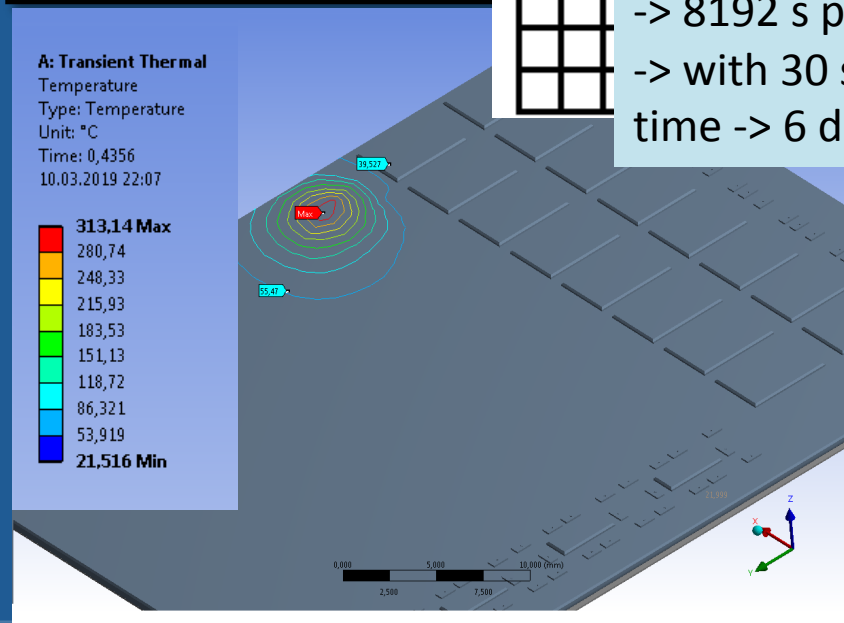 -> 8192 s p
-> with 30 s
time -> 6 d
A: Transient Thermal
Temperature
Type: Temperature
Unit: °C
Time: 0,4356
10.03.2019 22:07
313,14 Max
280,74
248,33
215,93
183,53
151,13
118,72
86,321
53,919
21,516 Min
39,527
Max
55,47
21,999
0,000 5,000 10,000 (mm)
2,500 7,500
Z
X
Y